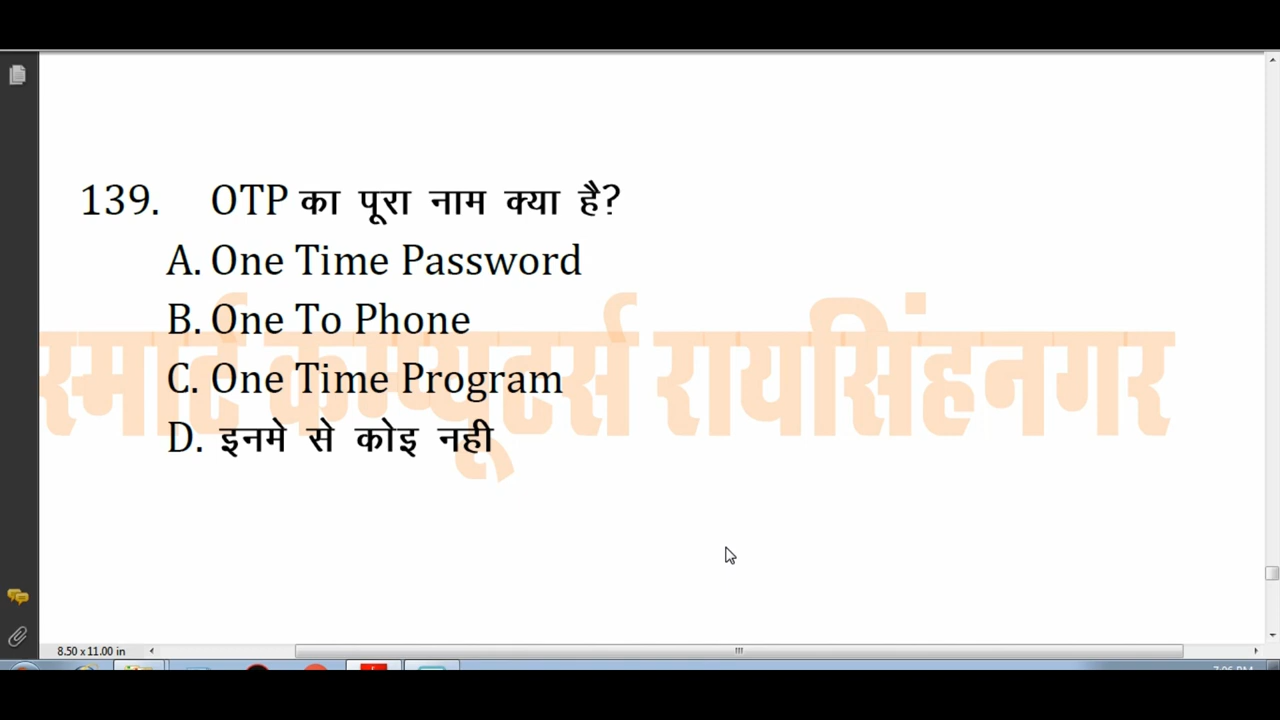 139. OTP का पूरा नाम क्या है?
A. One Time Password
B. One To Phone
स्मार्ट कम्प्यूटर्स रायसिंहनगर
C. One Time Program
D. इनमे से कोइ नही
8.50 x 11.00 in